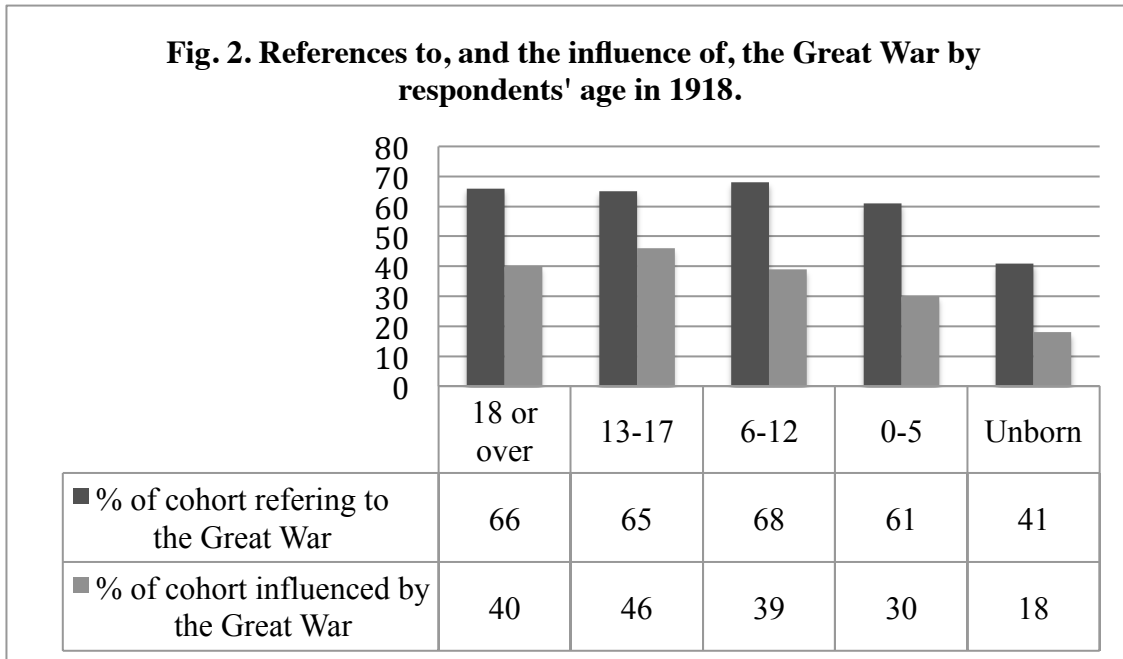 Fig. 2. References to, and the influence of, the Great War by
respondents' age in 1918.
80
70
60
50
40
30
20
10
0
18 or
over
13-17
6-12
0-5
Unborn
% of cohort refering to
the Great War
66
65
68
61
41
% of cohort influenced by
the Great War
40
46
39
30
18